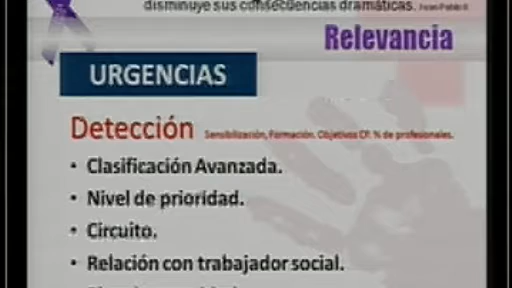 disminuye sus consecuencias dramáticas.
Relevancia
URGENCIAS
Detección Sensibilización, Formación. Objetivos CP. % de profesionales.
• Clasificación Avanzada.
• Nivel de prioridad.
• Circuito.
• Relación con trabajador social.